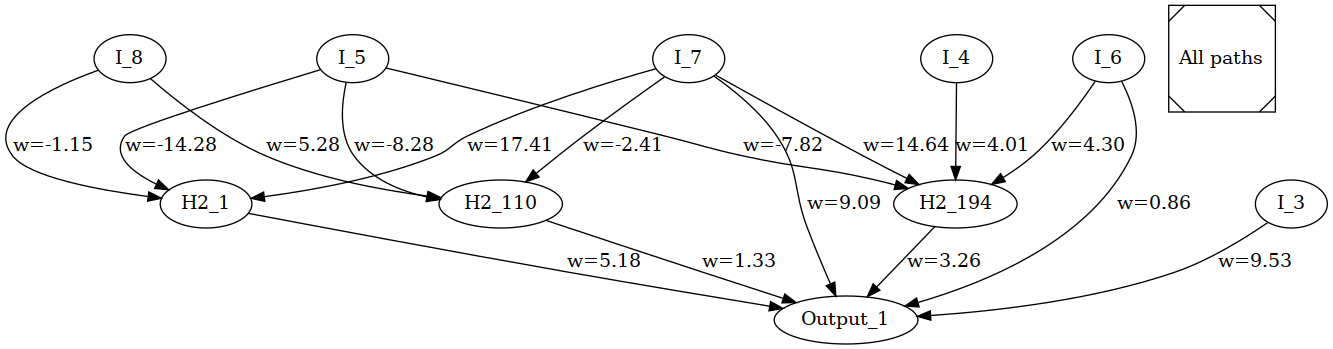 I_8
I_5
I_7
I_4
I_6
All paths
w=-1.15
w=-14.28
w=5.28
w=-8.28
w=17.41
w=-2.41
w=-7.82
w=14.64
w=4.01
w=4.30
H2_1
H2_110
w=9.09
H2_194
w=0.86
I_3
w=5.18
w=1.33
w=3.26
w=9.53
Output_1